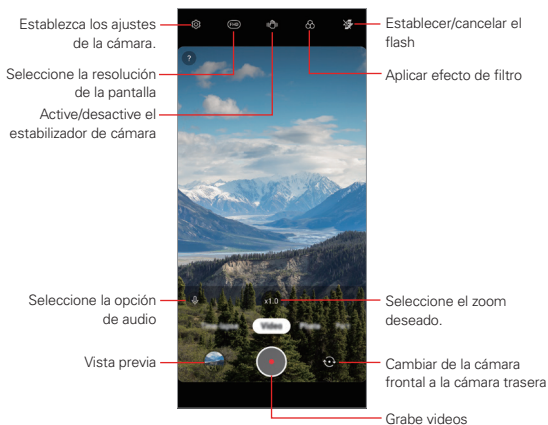 Establezca los ajustes
de la cámara.
Seleccione la resolución
de la pantalla
Active/desactive el
estabilizador de cámara
Establecer/cancelar el
flash
Aplicar efecto de filtro
FHD
?
Seleccione la opción
de audio
x1.0
Seleccione el zoom
deseado.
Video
Vista previa
Cambiar de la cámara
frontal a la cámara trasera
Grabe videos